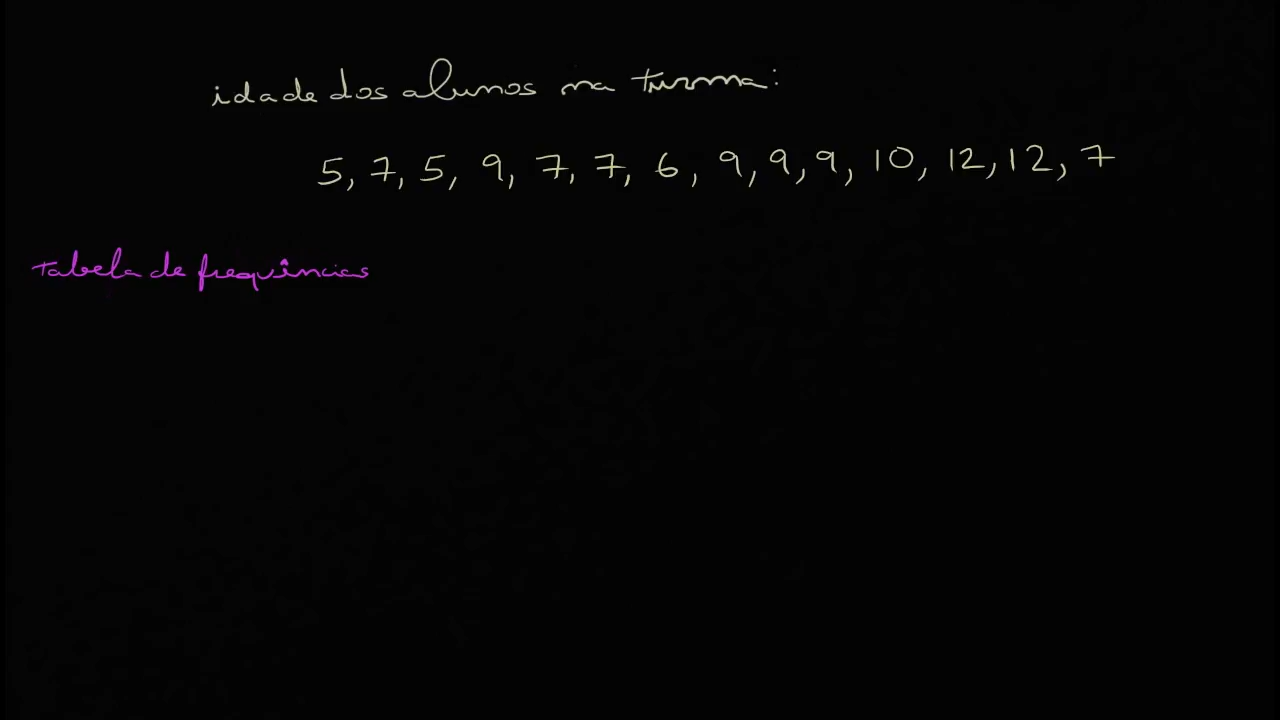 idade dos alunos na turma:
5, 7, 5, 9, 7, 7, 6, 9, 9, 9, 10, 12, 12, 7
tabela de frequências